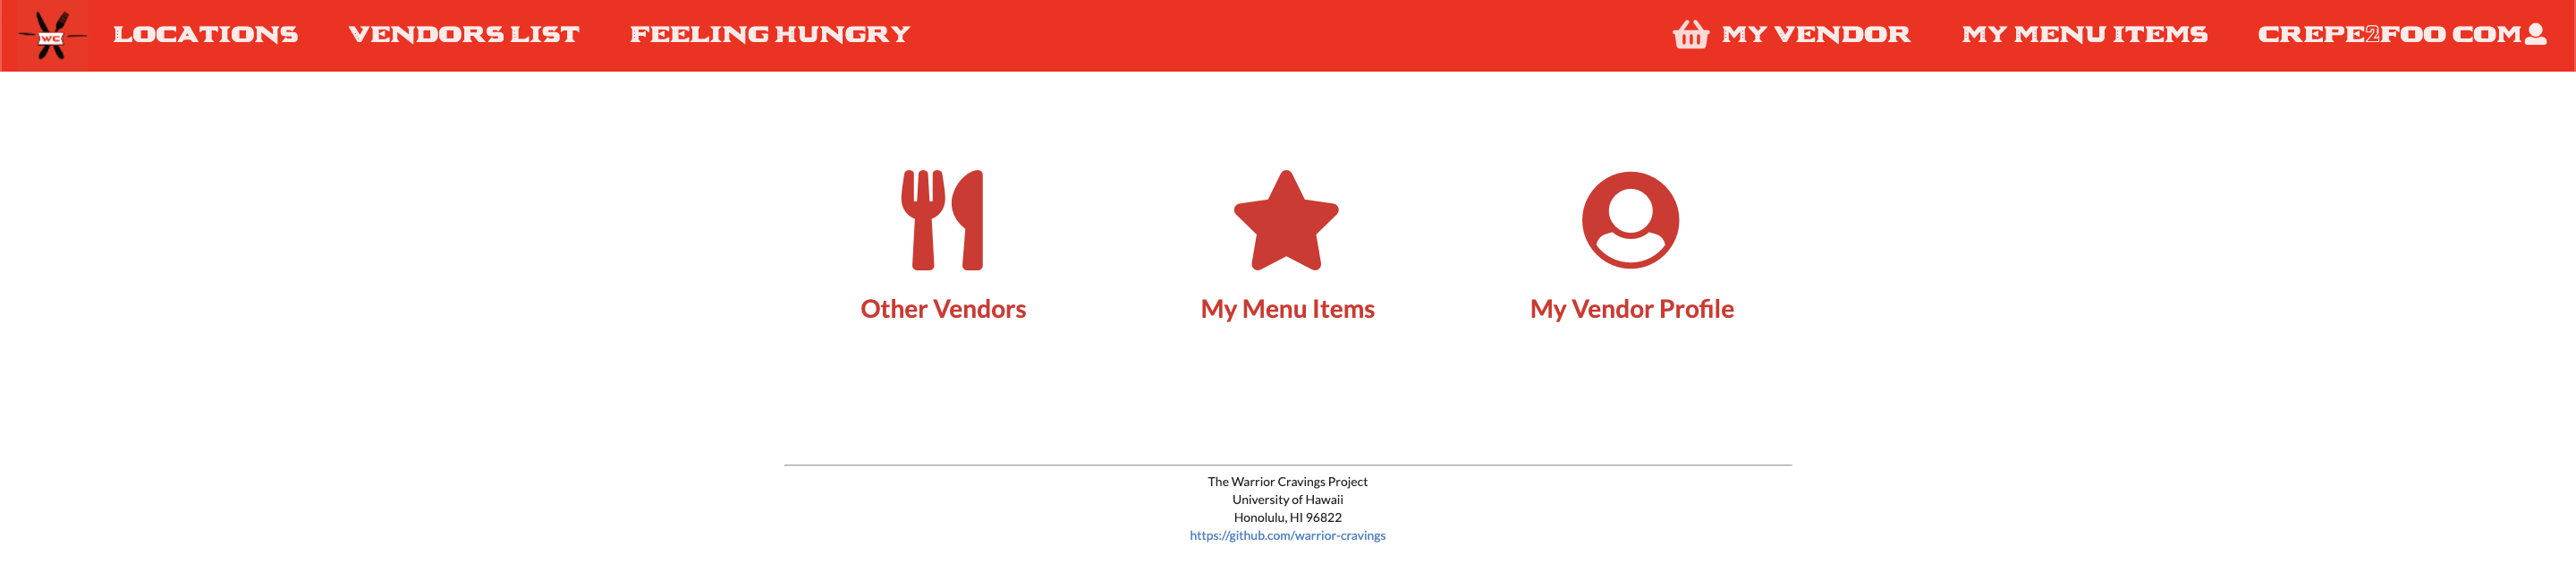 WC
LOCATIONS VENDORS LIST FEELING HUNGRY MY VENDOR MY MENU ITEMS CREPE2FOO COM
Other Vendors My Menu Items My Vendor Profile
The Warrior Cravings Project
University of Hawaii
Honolulu, HI 96822
https://github.com/warrior-cravings